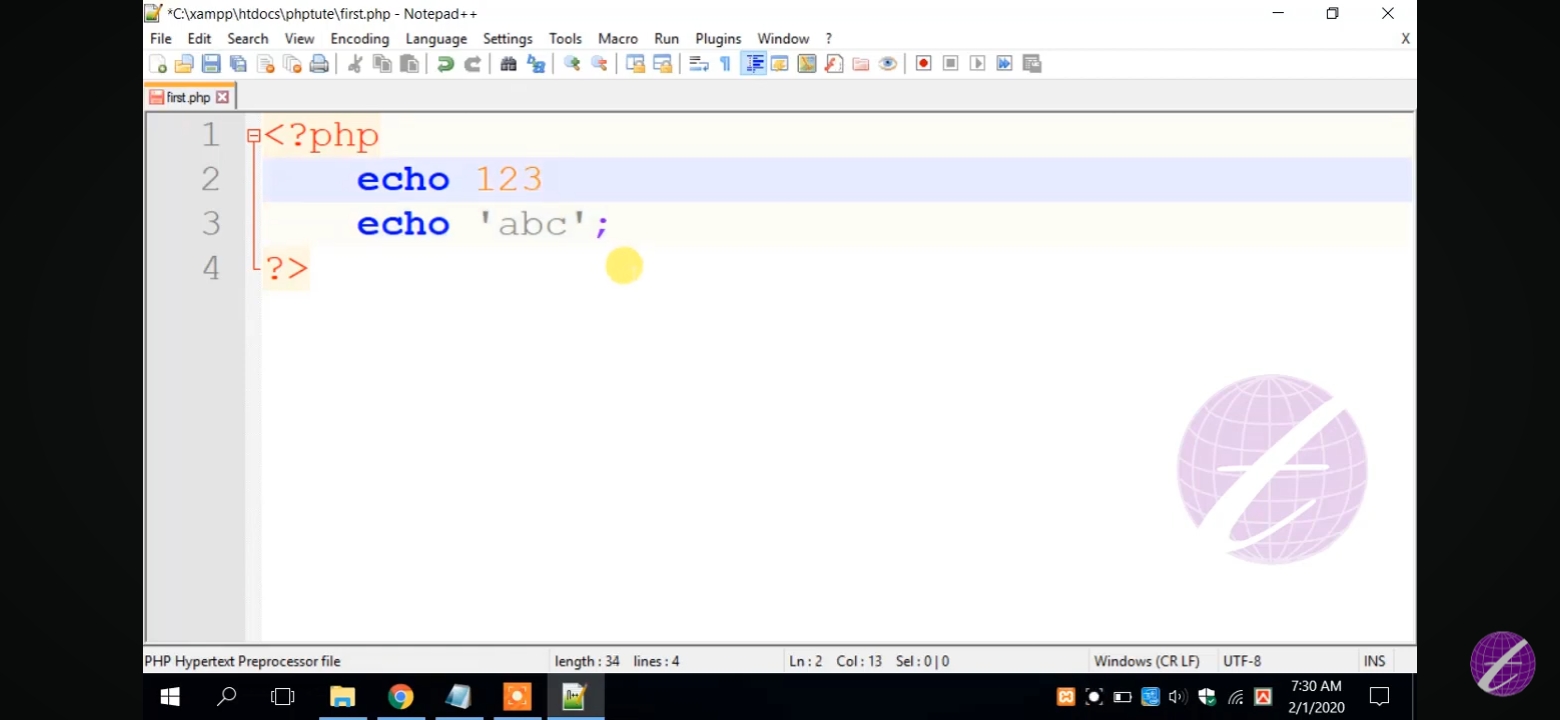 *C:\xampp\htdocs\phptute\first.php - Notepad++
File Edit Search View Encoding Language Settings Tools Macro Run Plugins Window ? X
first.php
1 <?php
2 echo 123
3 echo 'abc';
4 ?>
PHP Hypertext Preprocessor file length : 34 lines : 4 Ln : 2 Col : 13 Sel : 0 | 0 Windows (CR LF) UTF-8 INS
7:30 AM
2/1/2020